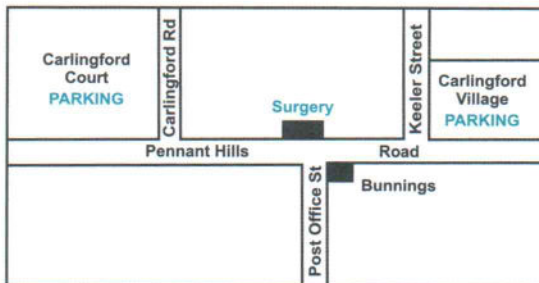 Carlingford
Court
PARKING
Carlingford Rd
Surgery
Keeler Street
Carlingford
Village
PARKING
Pennant Hills Road
Post Office St
Bunnings